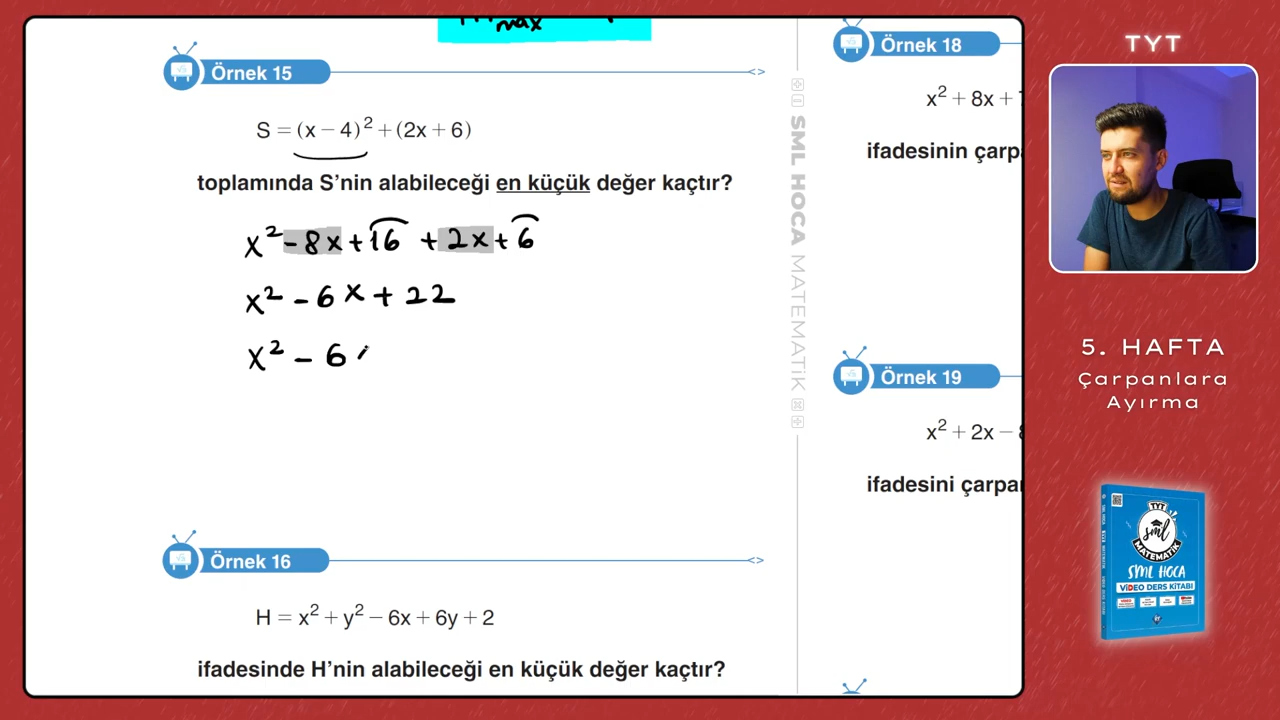 max
Örnek 15
S = (x − 4)² + (2x + 6)
toplamında S'nin alabileceği en küçük değer kaçtır?
x² - 8x + 16 + 2x + 6
x² - 6x + 22
x² - 6
Örnek 16
H = x² + y² − 6x + 6y + 2
ifadesinde H'nin alabileceği en küçük değer kaçtır?
SML HOCA MATEMATİK
Örnek 18
x² + 8x +
ifadesinin çarpa
Örnek 19
x² + 2x −
ifadesini çarpa
TYT
5. HAFTA
Çarpanlara
Ayırma
TYT
sml
MATEMATİK
SML HOCA
VİDEO DERS KİTABI